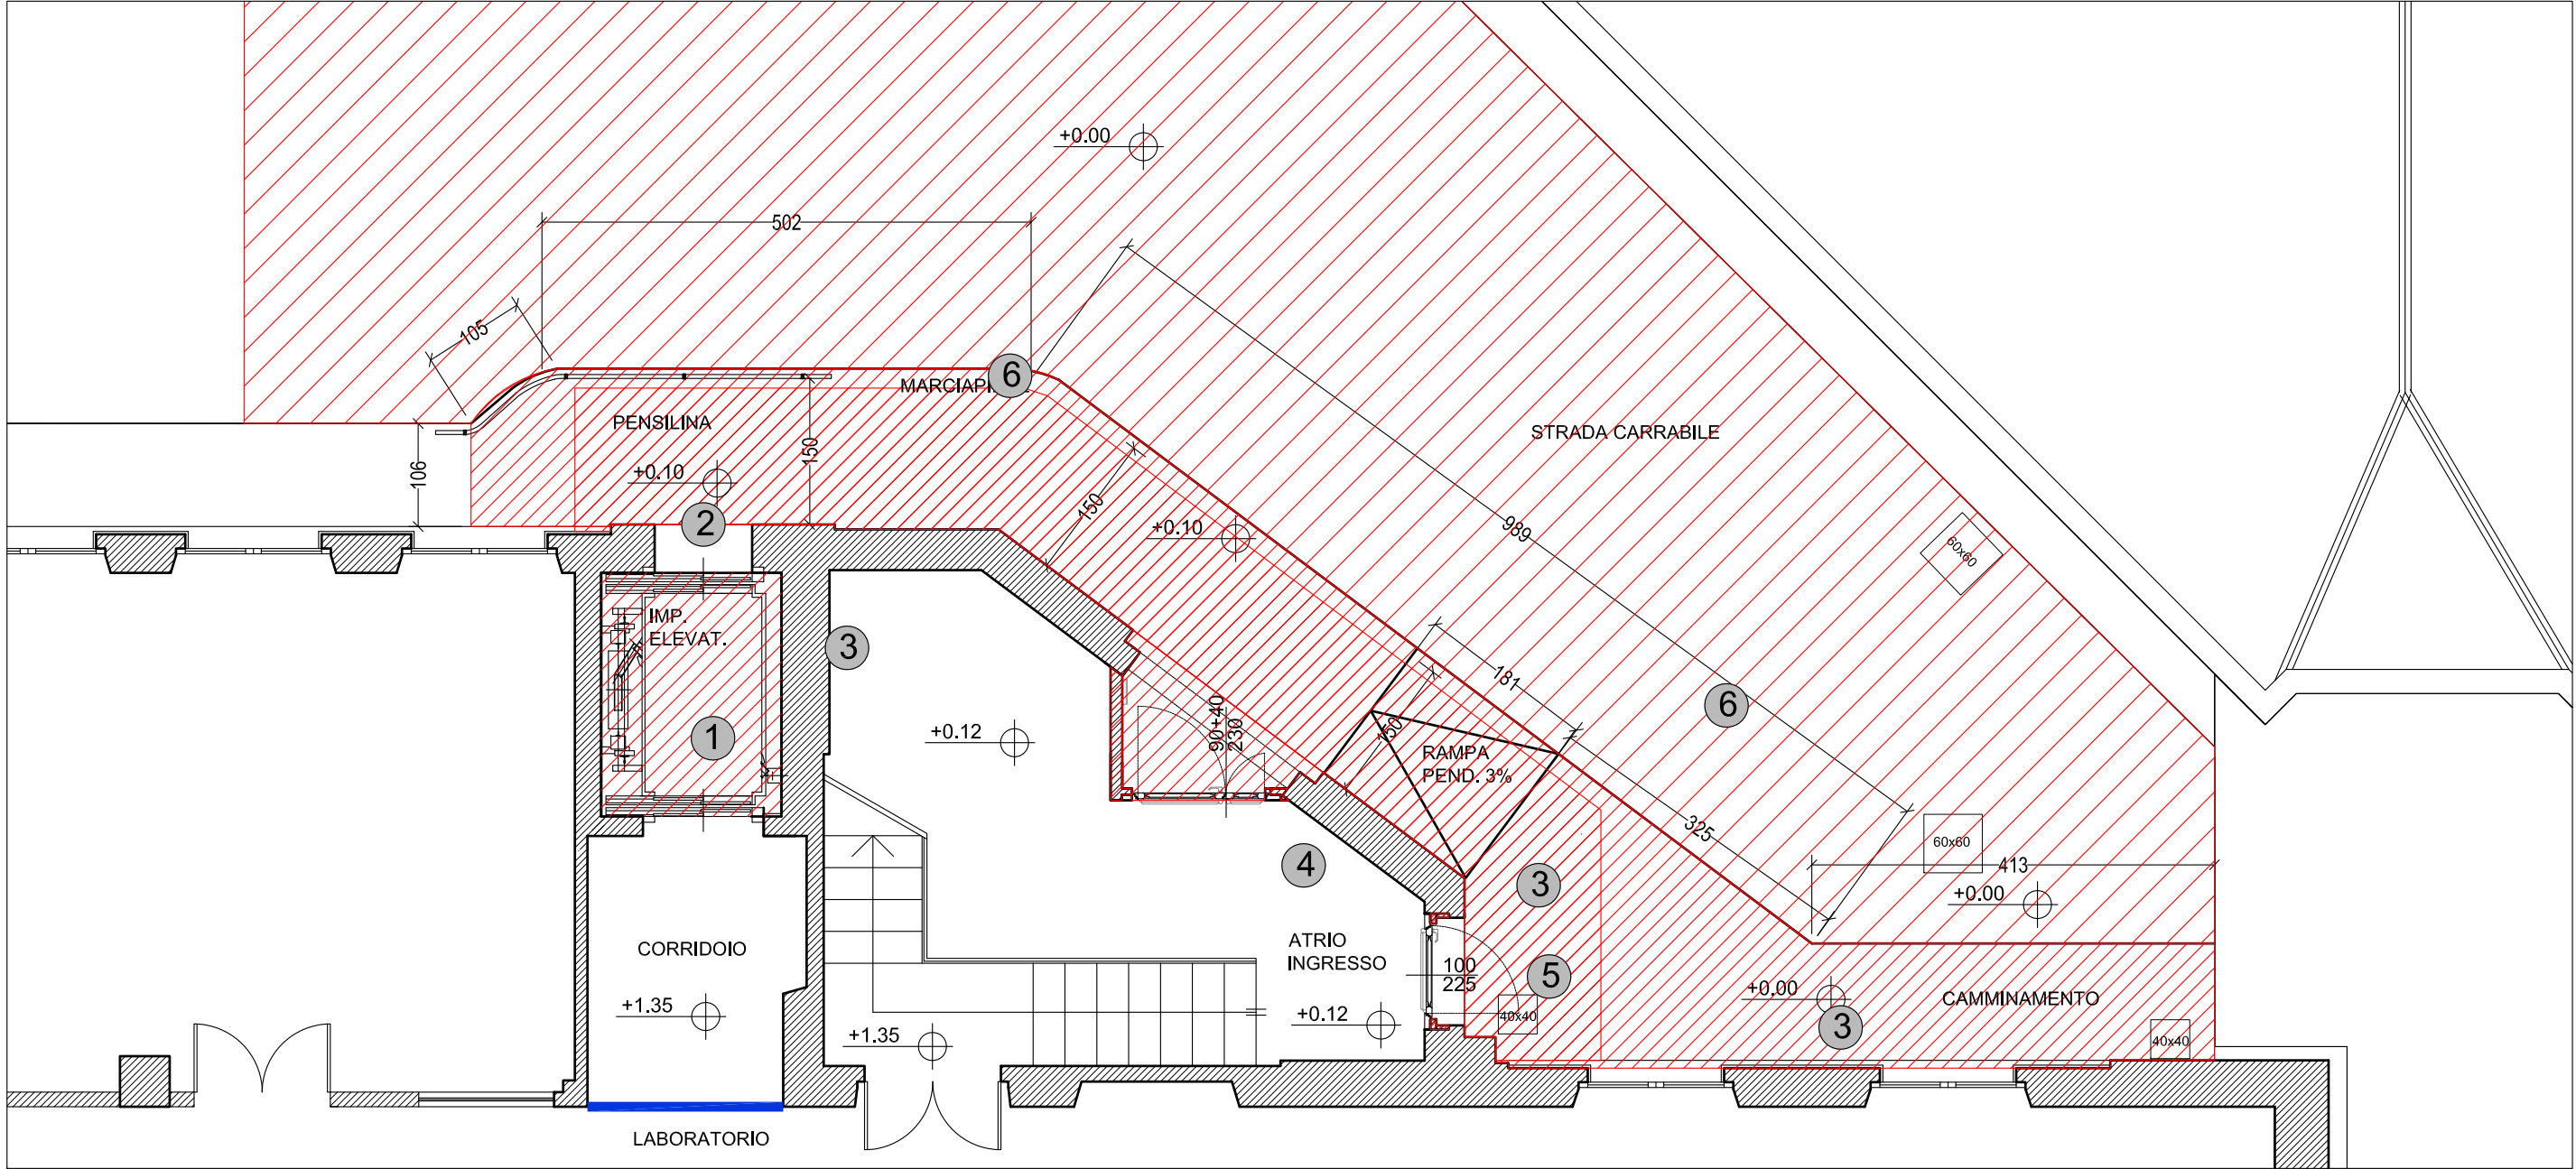 +0.00
502
105
MARCIAPI
6
PENSILINA
STRADA CARRABILE
150
106
+0.10
150
2
+0.10
989
60x60
IMP.
ELEVAT.
3
181
6
1
+0.12
90+40
230
150
RAMPA
PEND. 3%
325
60x60
413
4
3
+0.00
CORRIDOIO
ATRIO
INGRESSO
100
225
5
+1.35
+0.12
40x40
+0.00
CAMMINAMENTO
3
+1.35
40x40
LABORATORIO